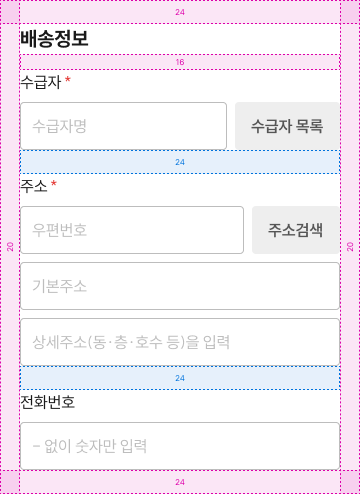 24
배송정보
16
수급자 *
수급자명 수급자 목록
24
주소 *
우편번호 주소검색
20 20
기본주소
상세주소(동·층·호수 등)을 입력
24
전화번호
– 없이 숫자만 입력
24